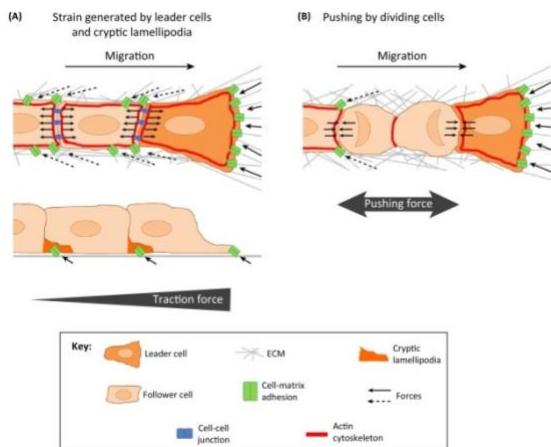 (A) Strain generated by leader cells
and cryptic lamellipodia
Migration
Traction force
(B) Pushing by dividing cells
Migration
Pushing force
Key:
Leader cell
ECM
Cryptic
lamellipodia
Follower cell
Cell-matrix
adhesion
Forces
Cell-cell
junction
Actin
cytoskeleton